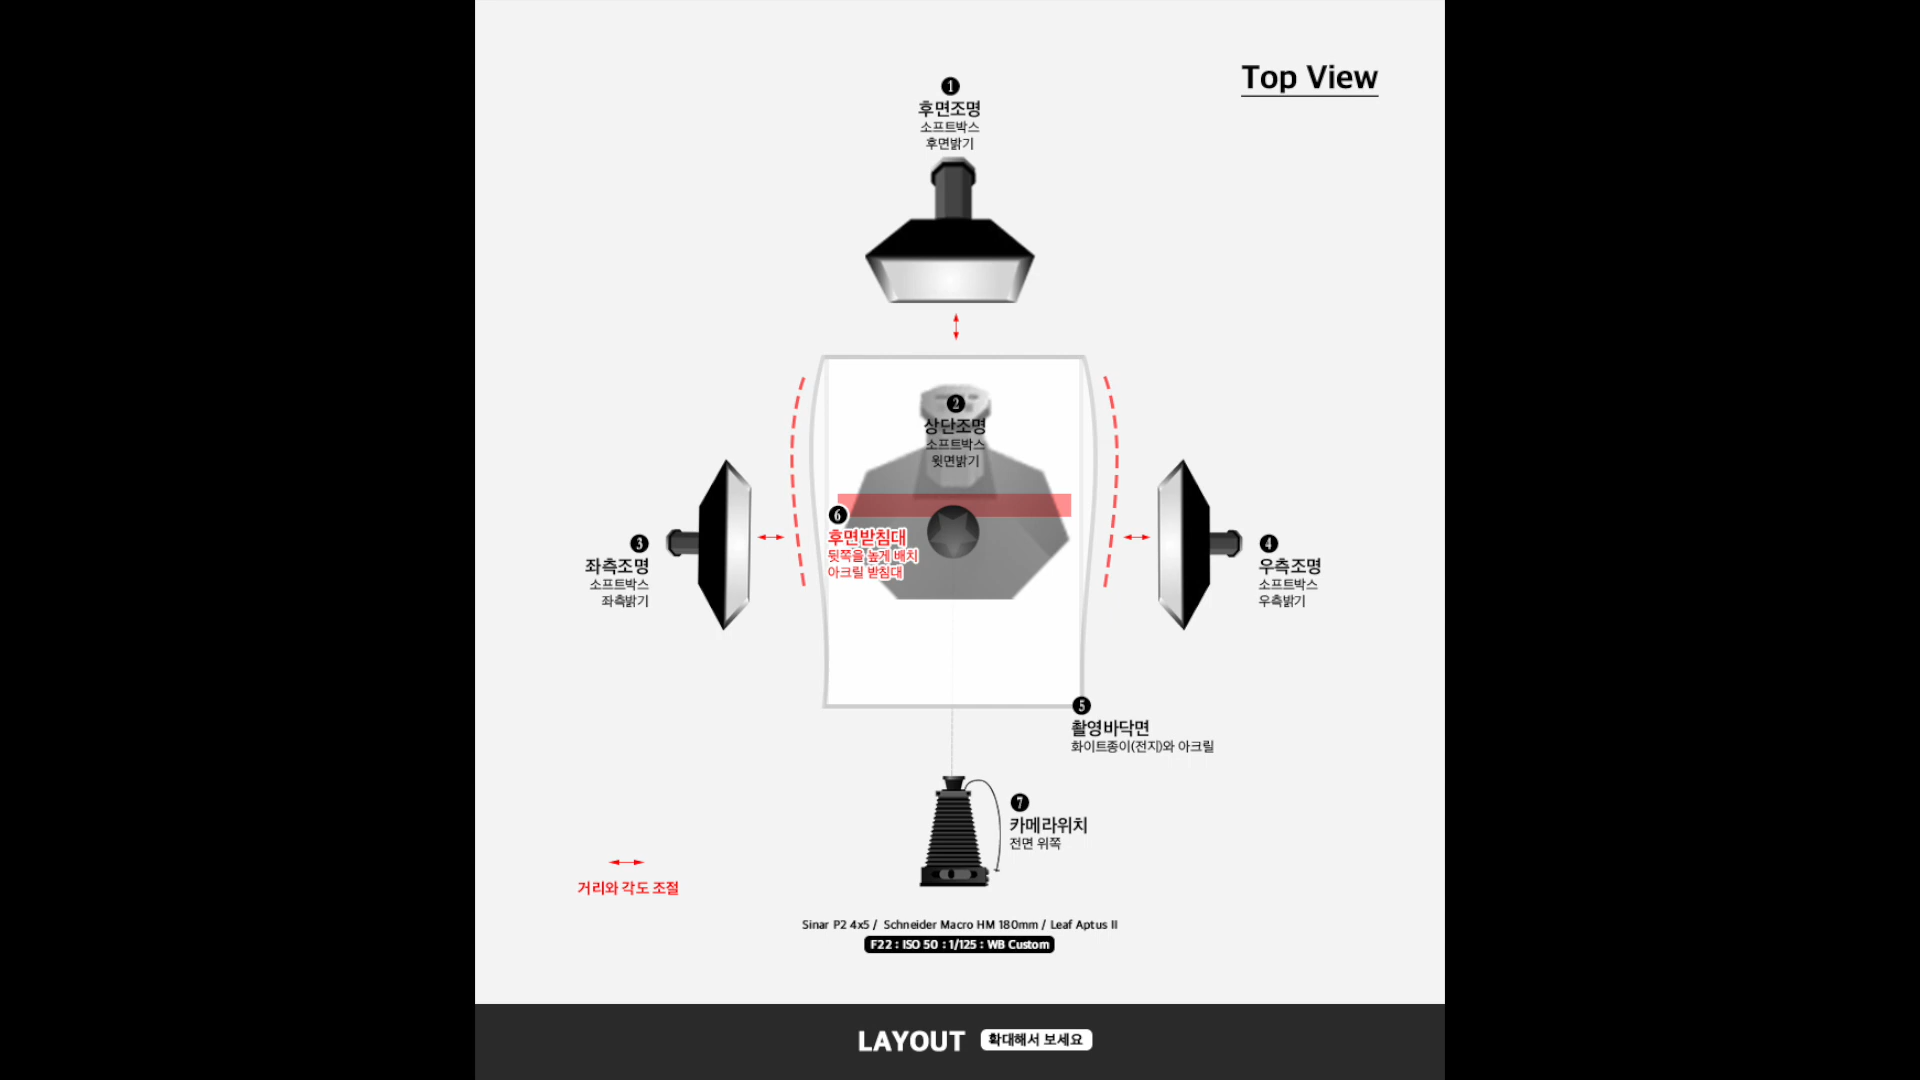 Top View
1
후면조명
소프트박스
후면밝기
2
상단조명
소프트박스
윗면밝기
6
후면받침대
뒷쪽을 높게 배치
아크릴 받침대
3
좌측조명
소프트박스
좌측밝기
4
우측조명
소프트박스
우측밝기
5
촬영바닥면
화이트종이(전지)와 아크릴
7
카메라위치
전면 위쪽
거리와 각도 조절
Sinar P2 4x5 / Schneider Macro HM 180mm / Leaf Aptus II
F22 : ISO 50 : 1/125 : WB Custom
LAYOUT 확대해서 보세요